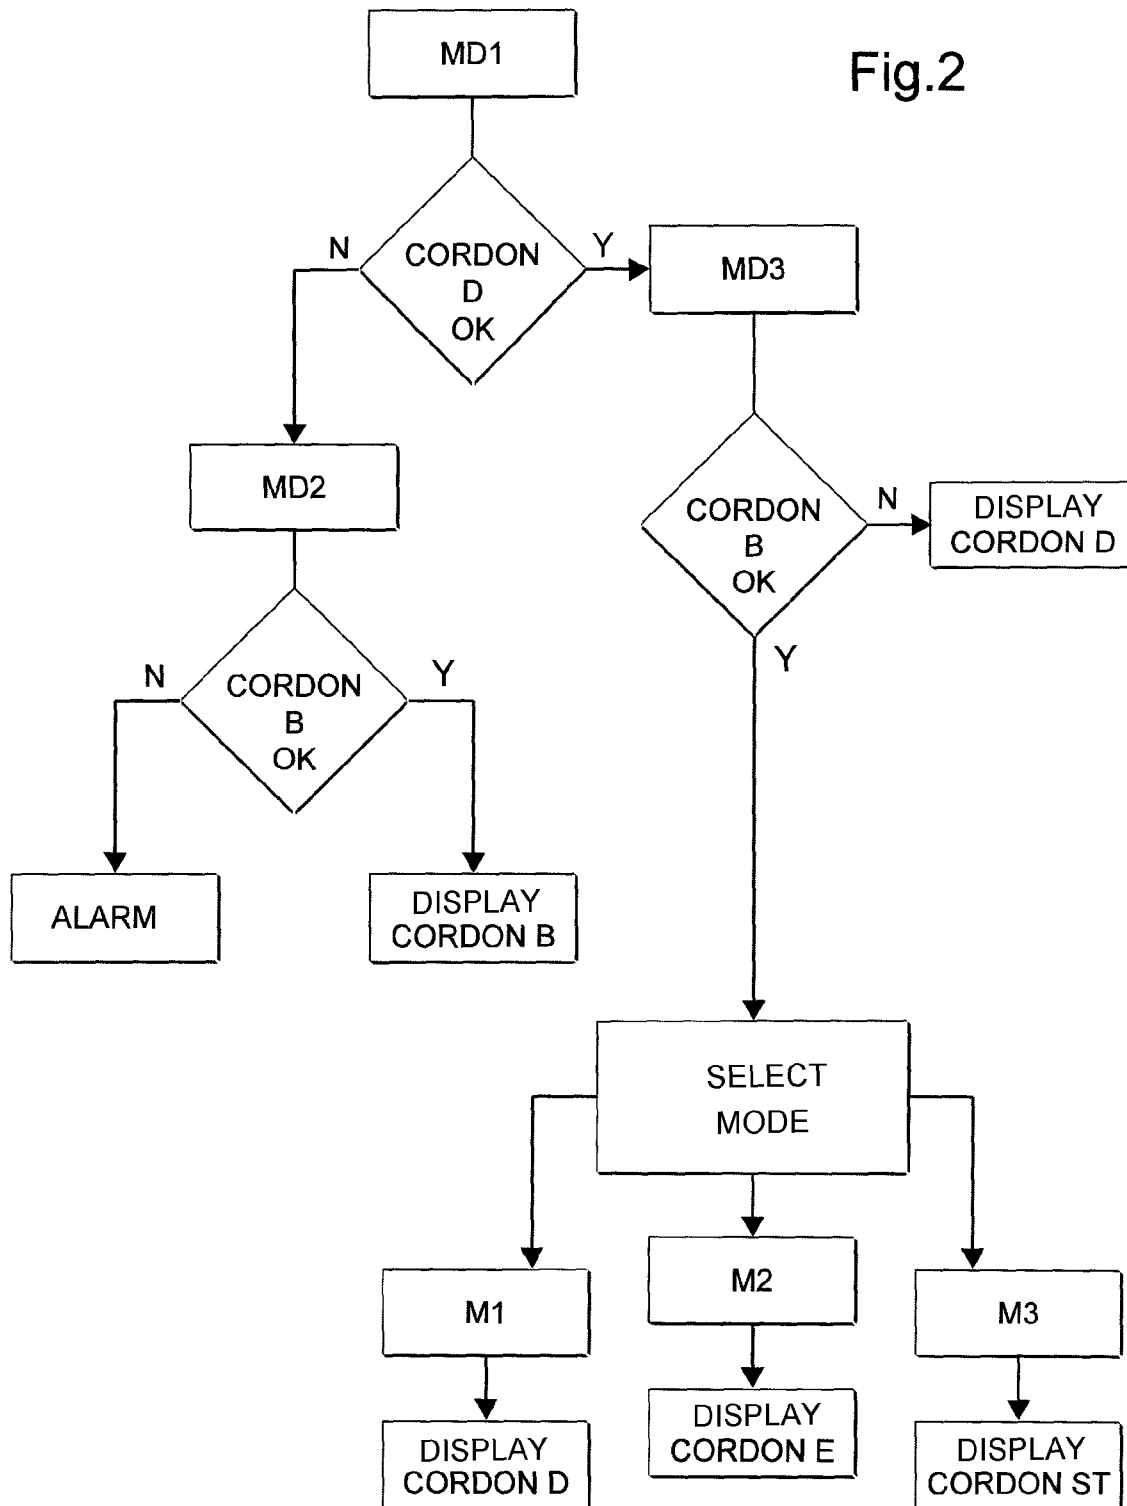 MD1
Fig.2
N
CORDON
D
OK
Y
MD3
MD2
CORDON
B
OK
N
DISPLAY
CORDON D
Y
N
CORDON
B
OK
Y
ALARM
DISPLAY
CORDON B
SELECT
MODE
M1
M2
M3
DISPLAY
CORDON D
DISPLAY
CORDON E
DISPLAY
CORDON ST